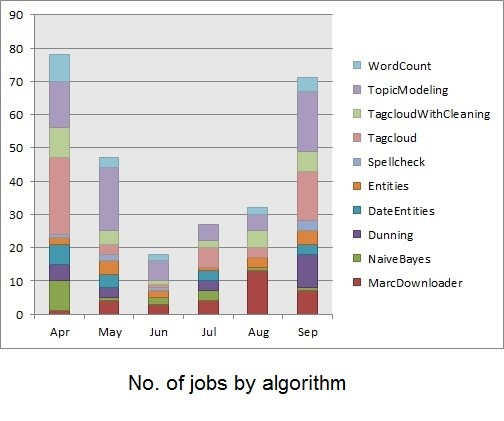 90
80
70
60
50
40
30
20
10
0
Apr May Jun Jul Aug Sep
WordCount
TopicModeling
TagcloudWithCleaning
Tagcloud
Spellcheck
Entities
DateEntities
Dunning
NaiveBayes
MarcDownloader
No. of jobs by algorithm